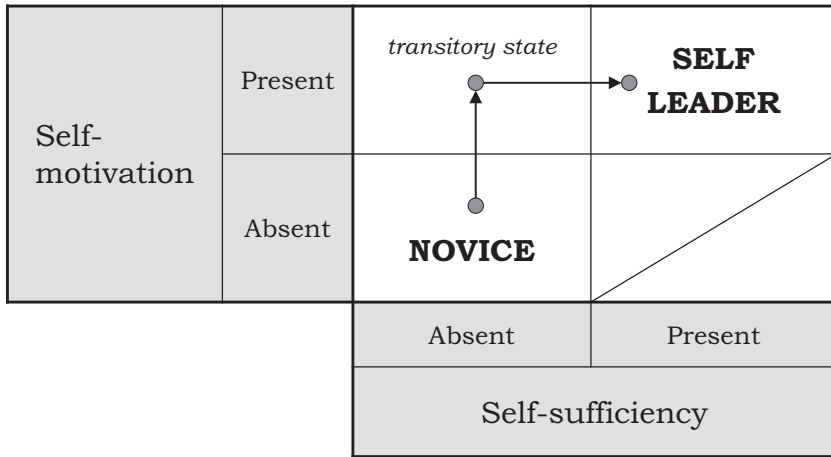 transitory state
SELF
LEADER
Present
Self-
motivation
Absent
NOVICE
Absent
Present
Self-sufficiency